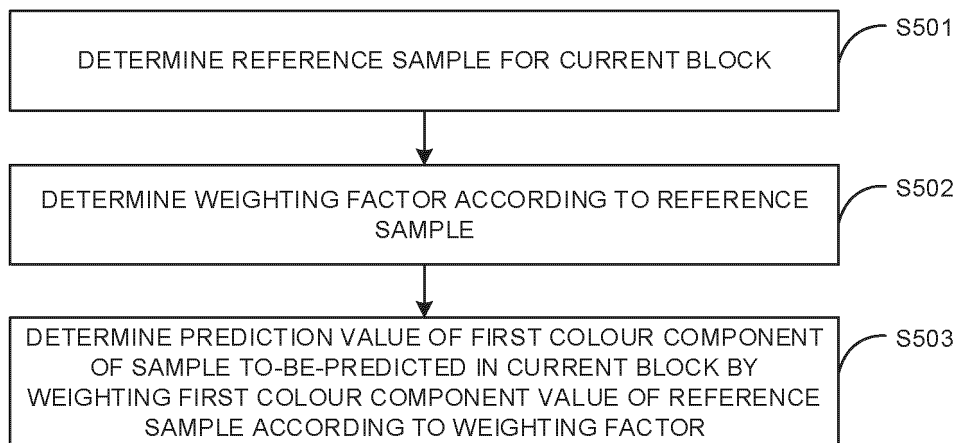 DETERMINE REFERENCE SAMPLE FOR CURRENT BLOCK
S501
DETERMINE WEIGHTING FACTOR ACCORDING TO REFERENCE
SAMPLE
S502
DETERMINE PREDICTION VALUE OF FIRST COLOUR COMPONENT
OF SAMPLE TO-BE-PREDICTED IN CURRENT BLOCK BY
WEIGHTING FIRST COLOUR COMPONENT VALUE OF REFERENCE
SAMPLE ACCORDING TO WEIGHTING FACTOR
S503